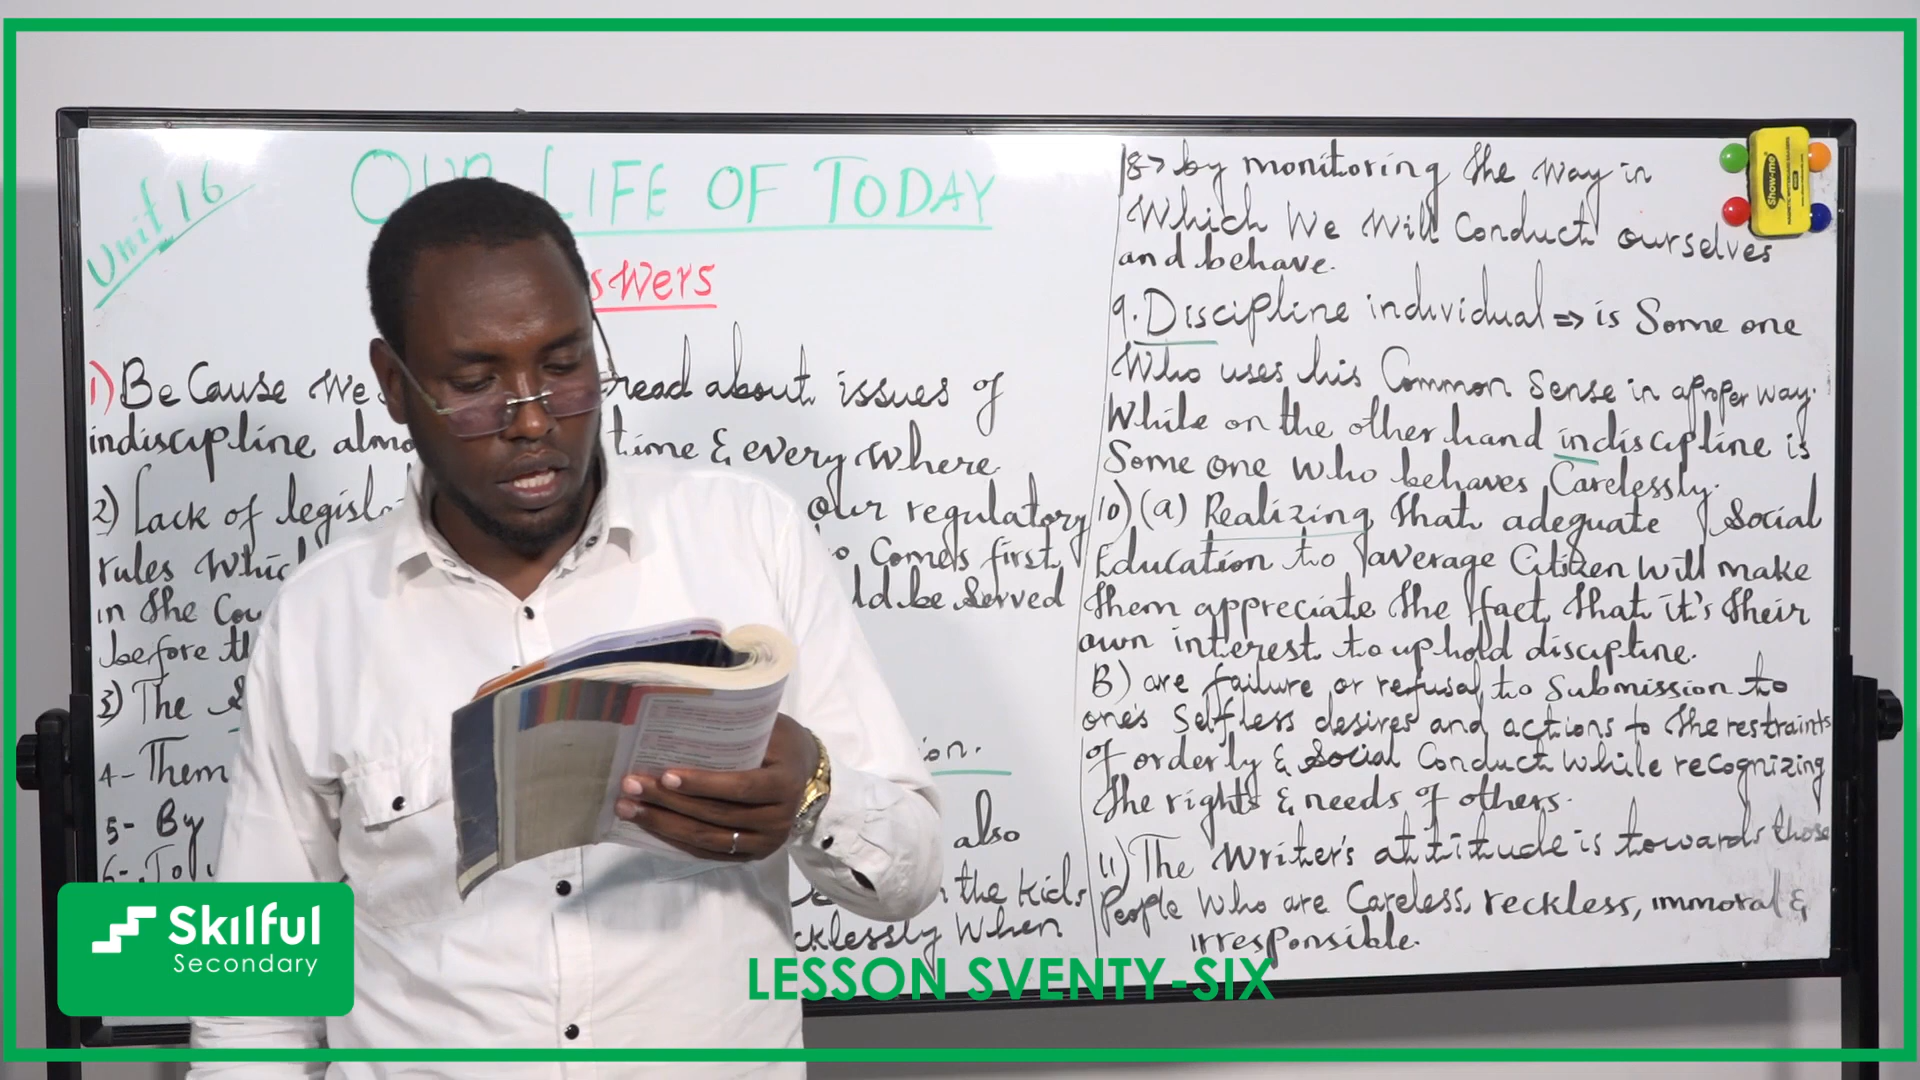 Unit 16
OUR LIFE OF TODAY
swers
1) BeCause We read about issues of
indiscipline almo time & every where
2) Lack of legisl our regulatory
rules Whic o Comes first
in the Cou ld be Served
before th
3) The
4- Them ion.
5- By also
6- To the Kids
cklessly When
8> by monitoring the Way in
Which We Will Conduct ourselves
and behave.
9. Discipline individual => is Some one
Who uses his Common Sense in a proper way.
While on the other hand indiscipline is
Some one who behaves Carelessly.
10) (a) Realizing that adequate Social
Education to average Citizen will make
them appreciate the fact that it's their
own interest to uphold discipline.
B) are failure or refusal to Submission to
one's Selfless desires and actions to the restraints
of orderly & Social Conduct While recognizing
the rights & needs of others.
11) The Writer's attitude is towards those
People Who are Careless, reckless, immoral &
irresponsible.
Show-me
Skilful
Secondary
LESSON SVENTY-SIX